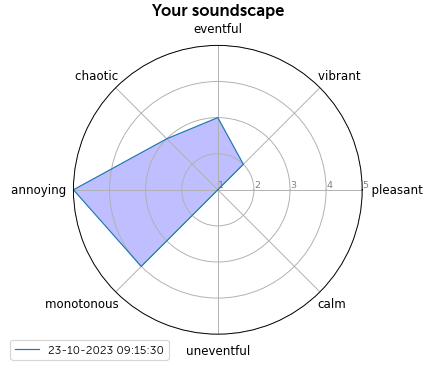 Your soundscape
eventful
chaotic
vibrant
annoying
1
2
3
4
5
pleasant
monotonous
calm
uneventful
23-10-2023 09:15:30